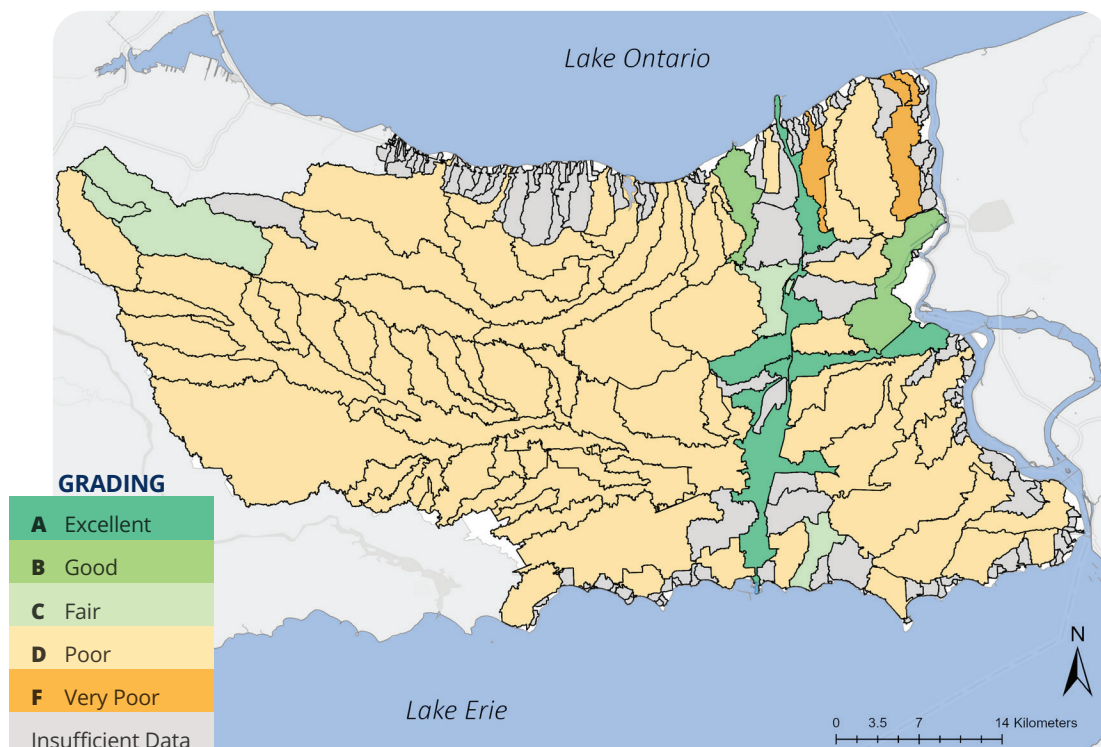 Lake Ontario
GRADING
A Excellent
B Good
C Fair
D Poor
F Very Poor
Insufficient Data
Lake Erie
N
0 3.5 7 14 Kilometers